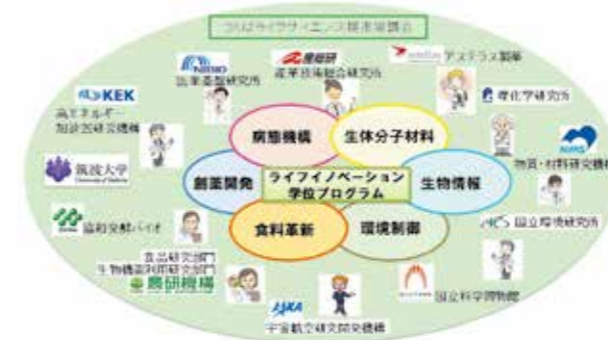 つくばライフサイエンス推進協議会
NIBIO
医薬基盤研究所
産総研
産業技術総合研究所
astellas アステラス製薬
KEK
高エネルギー
加速器研究機構
理化学研究所
病態機構
生体分子材料
NIMS
物質・材料研究機構
筑波大学
University of Tsukuba
創薬開発
ライフイノベーション
学位プログラム
生物情報
協和発酵バイオ
食料革新
環境制御
国立環境研究所
食品研究部門
生物機能利用研究部門
農研機構
国立科学博物館
JAXA
宇宙航空研究開発機構